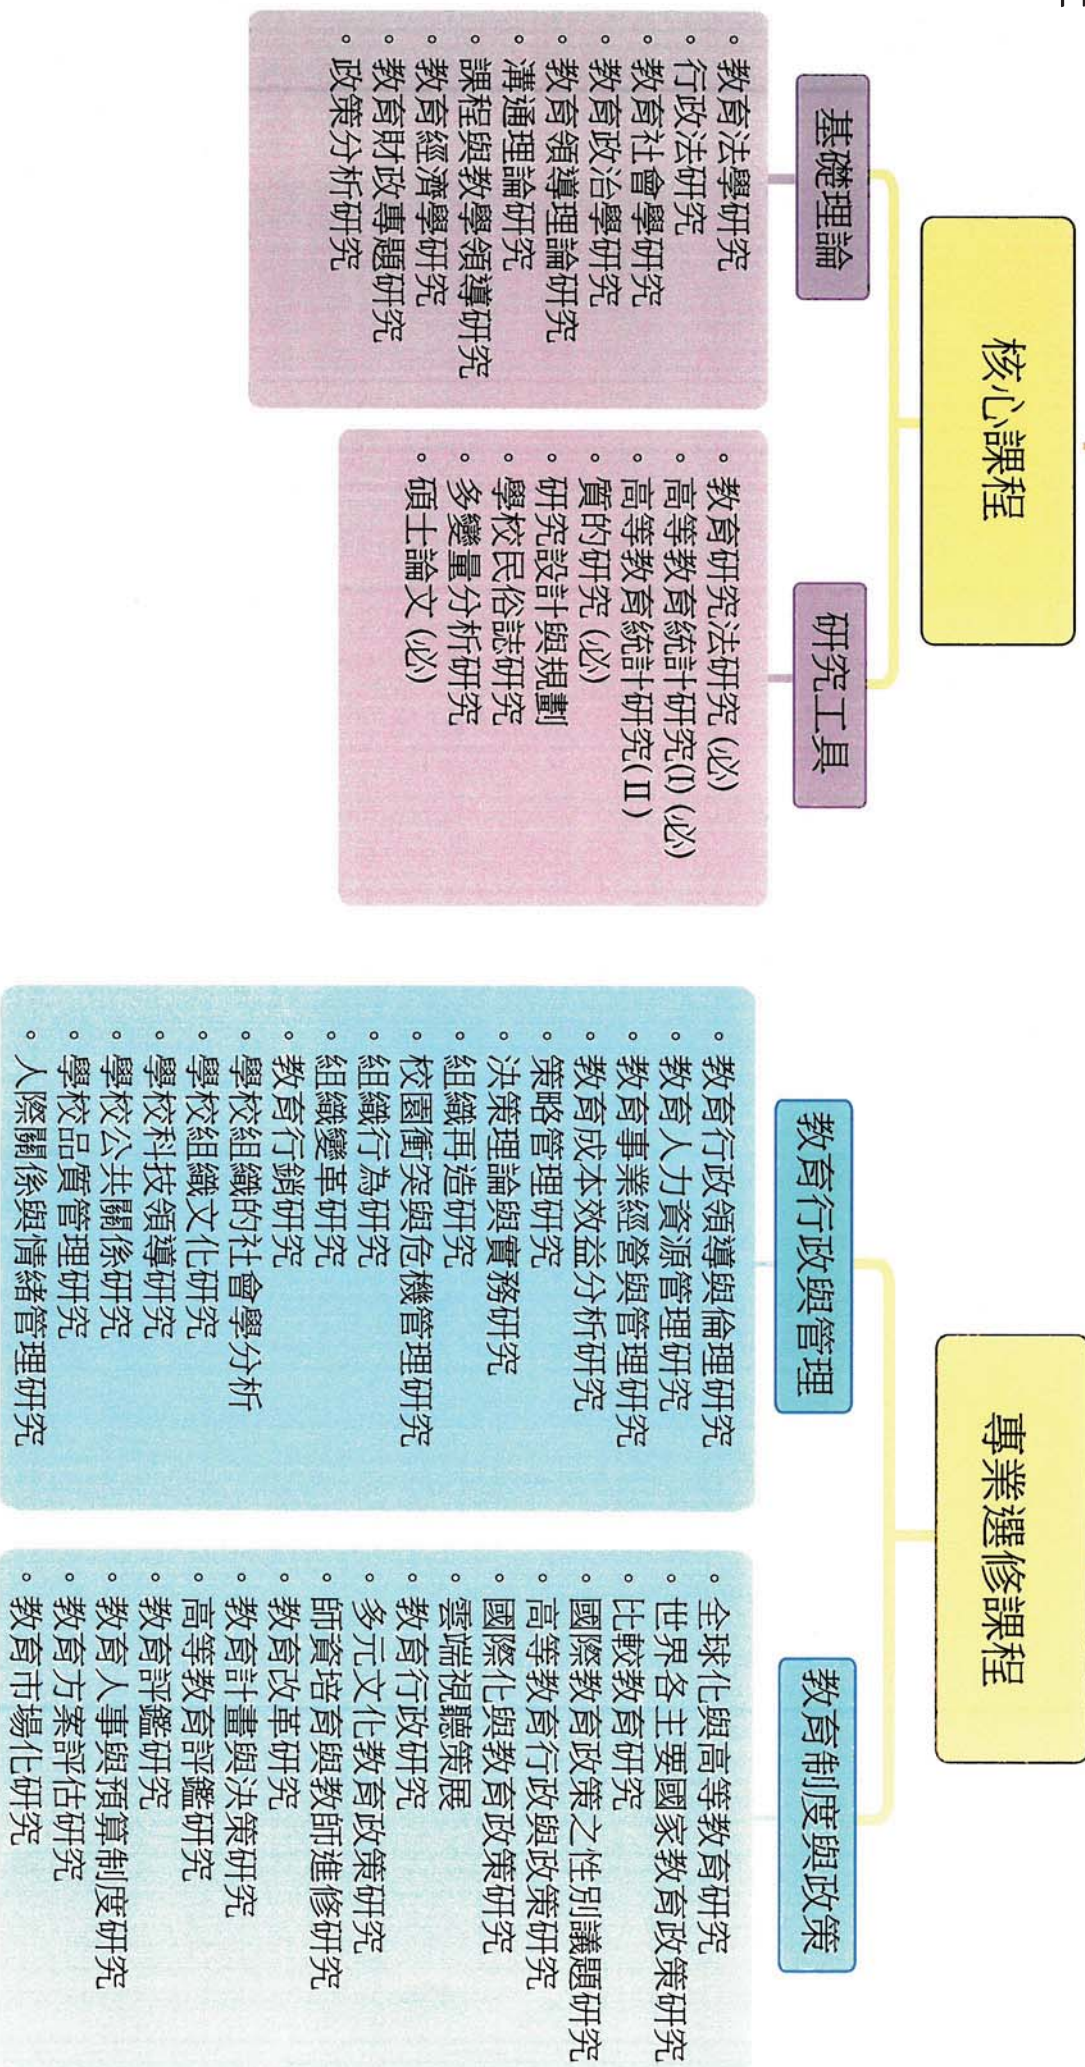 核心課程
基礎理論
教育法學研究
行政法研究
教育社會學研究
教育政治學研究
教育領導理論研究
溝通理論研究
課程與教學領導研究
教育經濟學研究
教育財政專題研究
政策分析研究
研究工具
教育研究法研究 (必)
高等教育統計研究(I) (必)
高等教育統計研究(II)
質的研究 (必)
研究設計與規劃
學校民俗誌研究
多變量分析研究
碩士論文 (必)
專業選修課程
教育行政與管理
教育行政領導與倫理研究
教育人力資源管理研究
教育事業經營與管理研究
教育成本效益分析研究
策略管理研究
決策理論與實務研究
組織再造研究
校園衝突與危機管理研究
組織行為研究
組織變革研究
教育行銷研究
學校組織的社會學分析
學校組織文化研究
學校科技領導研究
學校公共關係研究
學校品質管理研究
人際關係與情緒管理研究
教育制度與政策
全球化與高等教育研究
世界各主要國家教育政策研究
比較教育研究
國際教育政策之性別議題研究
高等教育行政與政策研究
國際化與教育政策研究
雲端視聽策展
教育行政研究
多元文化教育政策研究
師資培育與教師進修研究
教育改革研究
教育計畫與決策研究
高等教育評鑑研究
教育評鑑研究
教育人事與預算制度研究
教育方案評估研究
教育市場化研究